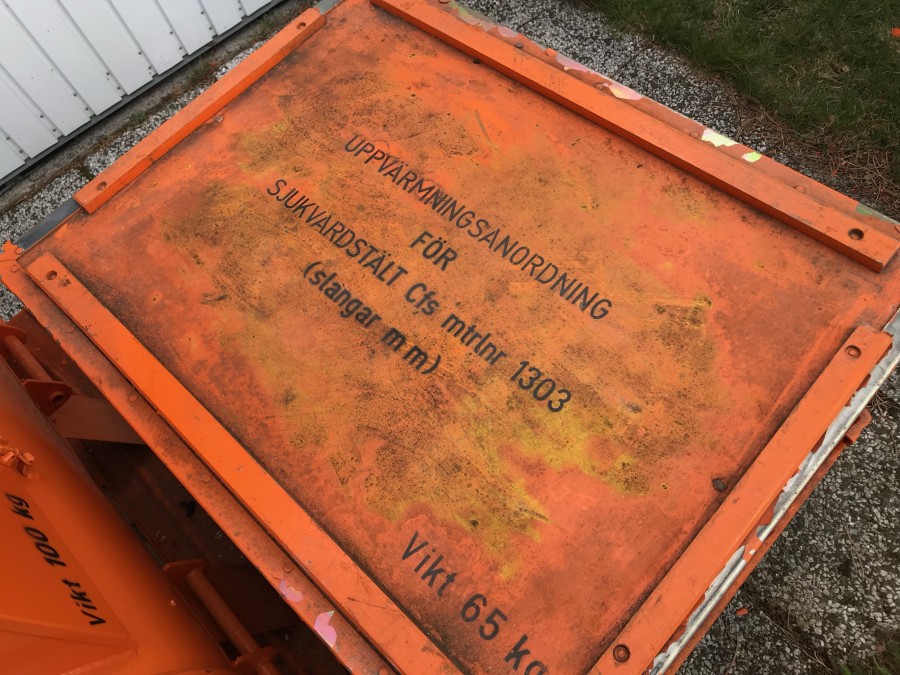 UPPVÄRMNINGSANORDNING
FÖR
SJUKVÅRDSTÄLT Cfs mtrlnr 1303
(slangar m m)
Vikt 65 kg
Vikt 100 kg